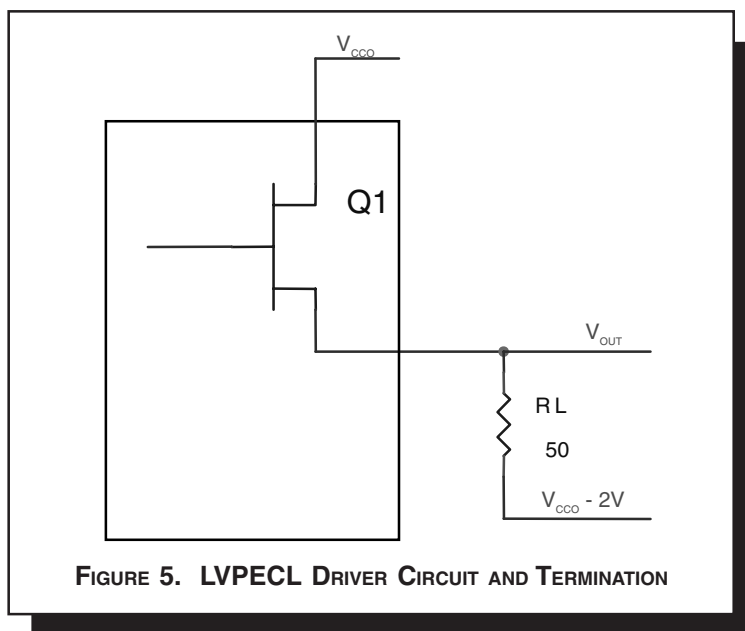 V_CCO
Q1
V_OUT
RL
50
V_CCO - 2V
FIGURE 5. LVPECL DRIVER CIRCUIT AND TERMINATION